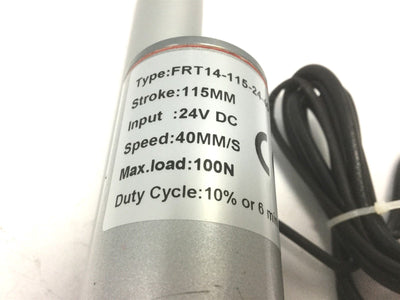 Type:FRT14-115-24-
Stroke:115MM
Input :24V DC
Speed:40MM/S
Max.load:100N
Duty Cycle:10% or 6